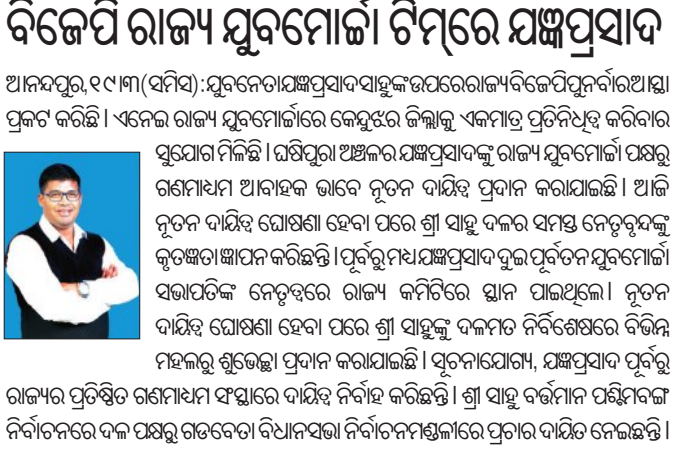 ବିଜେପି ରାଜ୍ୟ ଯୁବମୋର୍ଚ୍ଚା ଟିମ୍‌ରେ ଯଜ୍ଞପ୍ରସାଦ
ଆନନ୍ଦପୁର,୧୯।୩(ସମିସ):ଯୁବନେତାଯଜ୍ଞପ୍ରସାଦସାହୁଙ୍କଉପରେରାଜ୍ୟବିଜେପିପୁନର୍ବାରଆସ୍ଥା
ପ୍ରକଟ କରିଛି । ଏନେଇ ରାଜ୍ୟ ଯୁବମୋର୍ଚ୍ଚାରେ କେନ୍ଦୁଝର ଜିଲ୍ଲାକୁ ଏକମାତ୍ର ପ୍ରତିନିଧିତ୍ୱ କରିବାର
ସୁଯୋଗ ମିଳିଛି । ଘଷିପୁରା ଅଞ୍ଚଳର ଯଜ୍ଞପ୍ରସାଦଙ୍କୁ ରାଜ୍ୟ ଯୁବମୋର୍ଚ୍ଚା ପକ୍ଷରୁ
ଗଣମାଧ୍ୟମ ଆବାହକ ଭାବେ ନୂତନ ଦାୟିତ୍ୱ ପ୍ରଦାନ କରାଯାଇଛି । ଆଜି
ନୂତନ ଦାୟିତ୍ୱ ଘୋଷଣା ହେବା ପରେ ଶ୍ରୀ ସାହୁ ଦଳର ସମସ୍ତ ନେତୃବୃନ୍ଦଙ୍କୁ
କୃତଜ୍ଞତା ଜ୍ଞାପନ କରିଛନ୍ତି ।ପୂର୍ବରୁ ମଧ୍ୟ ଯଜ୍ଞପ୍ରସାଦ ଦୁଇ ପୂର୍ବତନ ଯୁବମୋର୍ଚ୍ଚା
ସଭାପତିଙ୍କ ନେତୃତ୍ୱରେ ରାଜ୍ୟ କମିଟିରେ ସ୍ଥାନ ପାଇଥିଲେ। ନୂତନ
ଦାୟିତ୍ୱ ଘୋଷଣା ହେବା ପରେ ଶ୍ରୀ ସାହୁଙ୍କୁ ଦଳମତ ନିର୍ବିଶେଷରେ ବିଭିନ୍ନ
ମହଲରୁ ଶୁଭେଚ୍ଛା ପ୍ରଦାନ କରାଯାଇଛି । ସୂଚନାଯୋଗ୍ୟ, ଯଜ୍ଞପ୍ରସାଦ ପୂର୍ବରୁ
ରାଜ୍ୟର ପ୍ରତିଷ୍ଠିତ ଗଣମାଧ୍ୟମ ସଂସ୍ଥାରେ ଦାୟିତ୍ୱ ନିର୍ବାହ କରିଛନ୍ତି । ଶ୍ରୀ ସାହୁ ବର୍ତ୍ତମାନ ପଶ୍ଚିମବଙ୍ଗ
ନିର୍ବାଚନରେ ଦଳ ପକ୍ଷରୁ ଗଡବେତା ବିଧାନସଭା ନିର୍ବାଚନମଣ୍ଡଳୀରେ ପ୍ରଚାର ଦାୟିତ ନେଇଛନ୍ତି ।